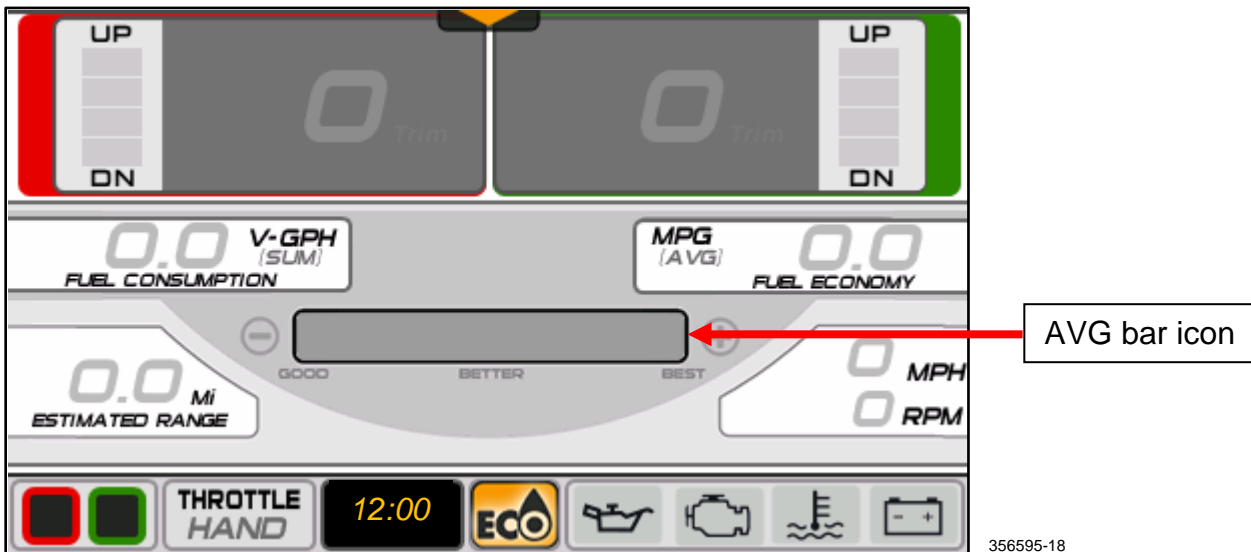 UP
UP
0 Trim
0 Trim
DN
DN
0.0 V-GPH
(SUM)
FUEL CONSUMPTION
MPG 0.0
(AVG)
FUEL ECONOMY
GOOD BETTER BEST
0.0 Mi
ESTIMATED RANGE
0 MPH
0 RPM
AVG bar icon
THROTTLE
HAND
12:00
ECO
356595-18